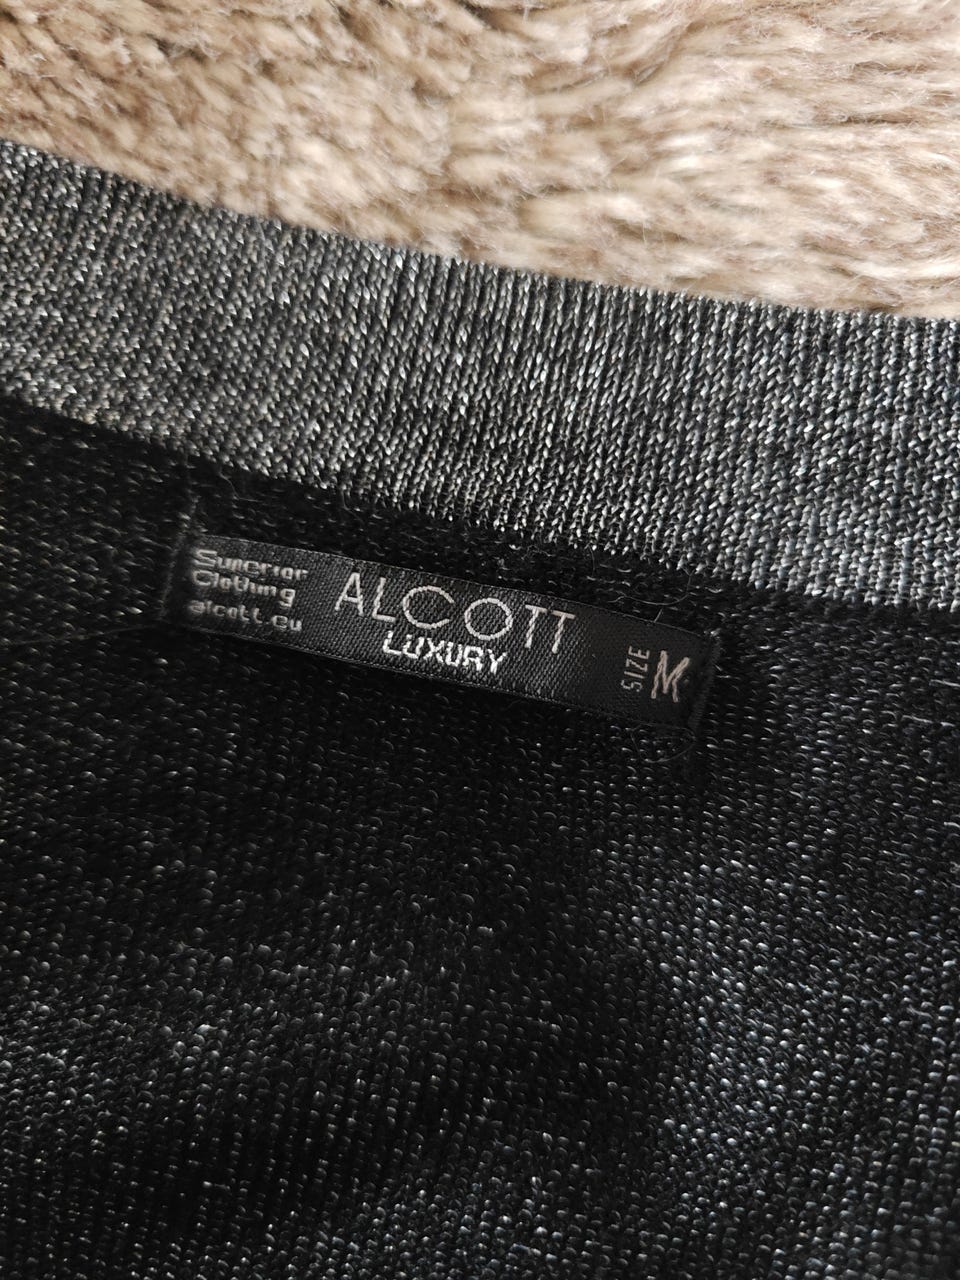 Superior
Clothing
alcott.eu
ALCOTT
LUXURY
SIZE M